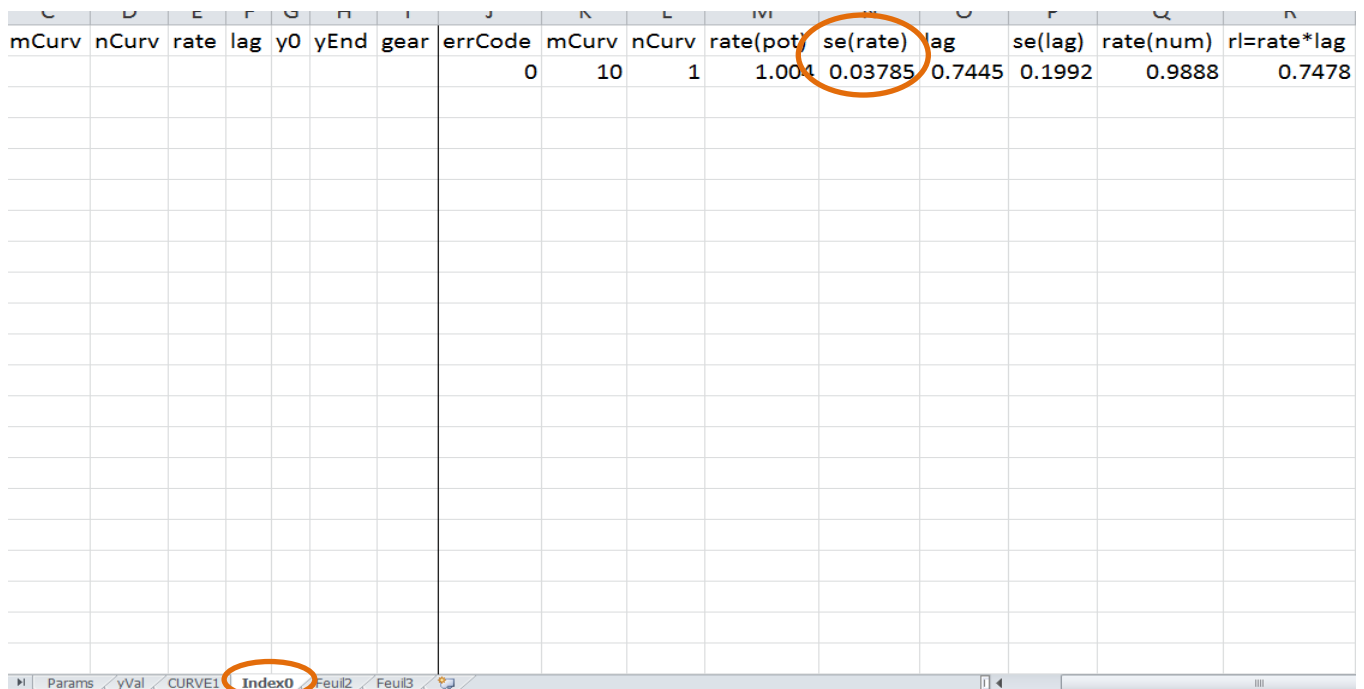 C D E F G H I J K L M N O P Q R
mCurv nCurv rate lag y0 yEnd gear errCode mCurv nCurv rate(pot) se(rate) lag se(lag) rate(num) rl=rate*lag
0 10 1 1.004 0.03785 0.7445 0.1992 0.9888 0.7478
Params yVal CURVE1 Index0 Feuil2 Feuil3